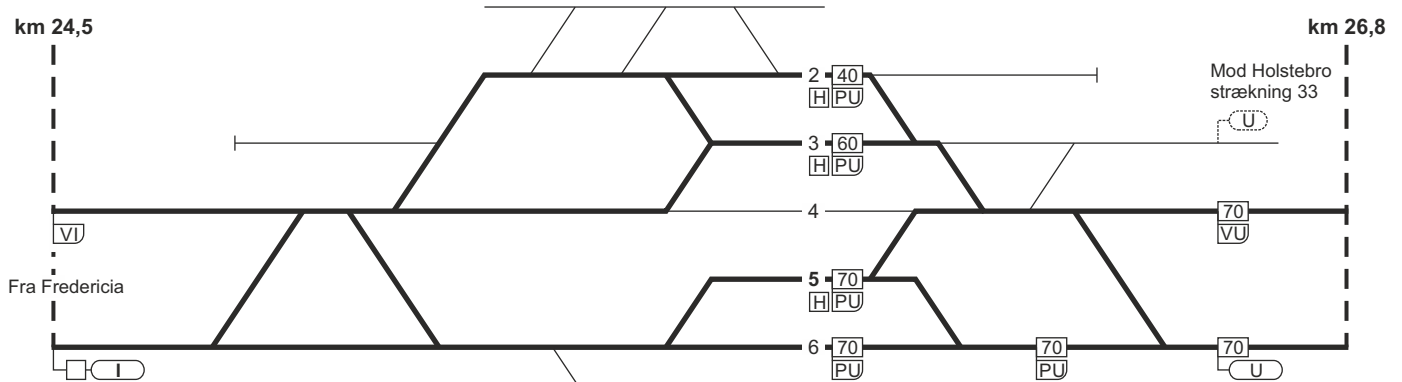 km 24,5
km 26,8
2 40
H PU
Mod Holstebro
strækning 33
U
3 60
H PU
4
70
VI
VU
Fra Fredericia
5 70
H PU
6 70 70 70
I
PU PU U